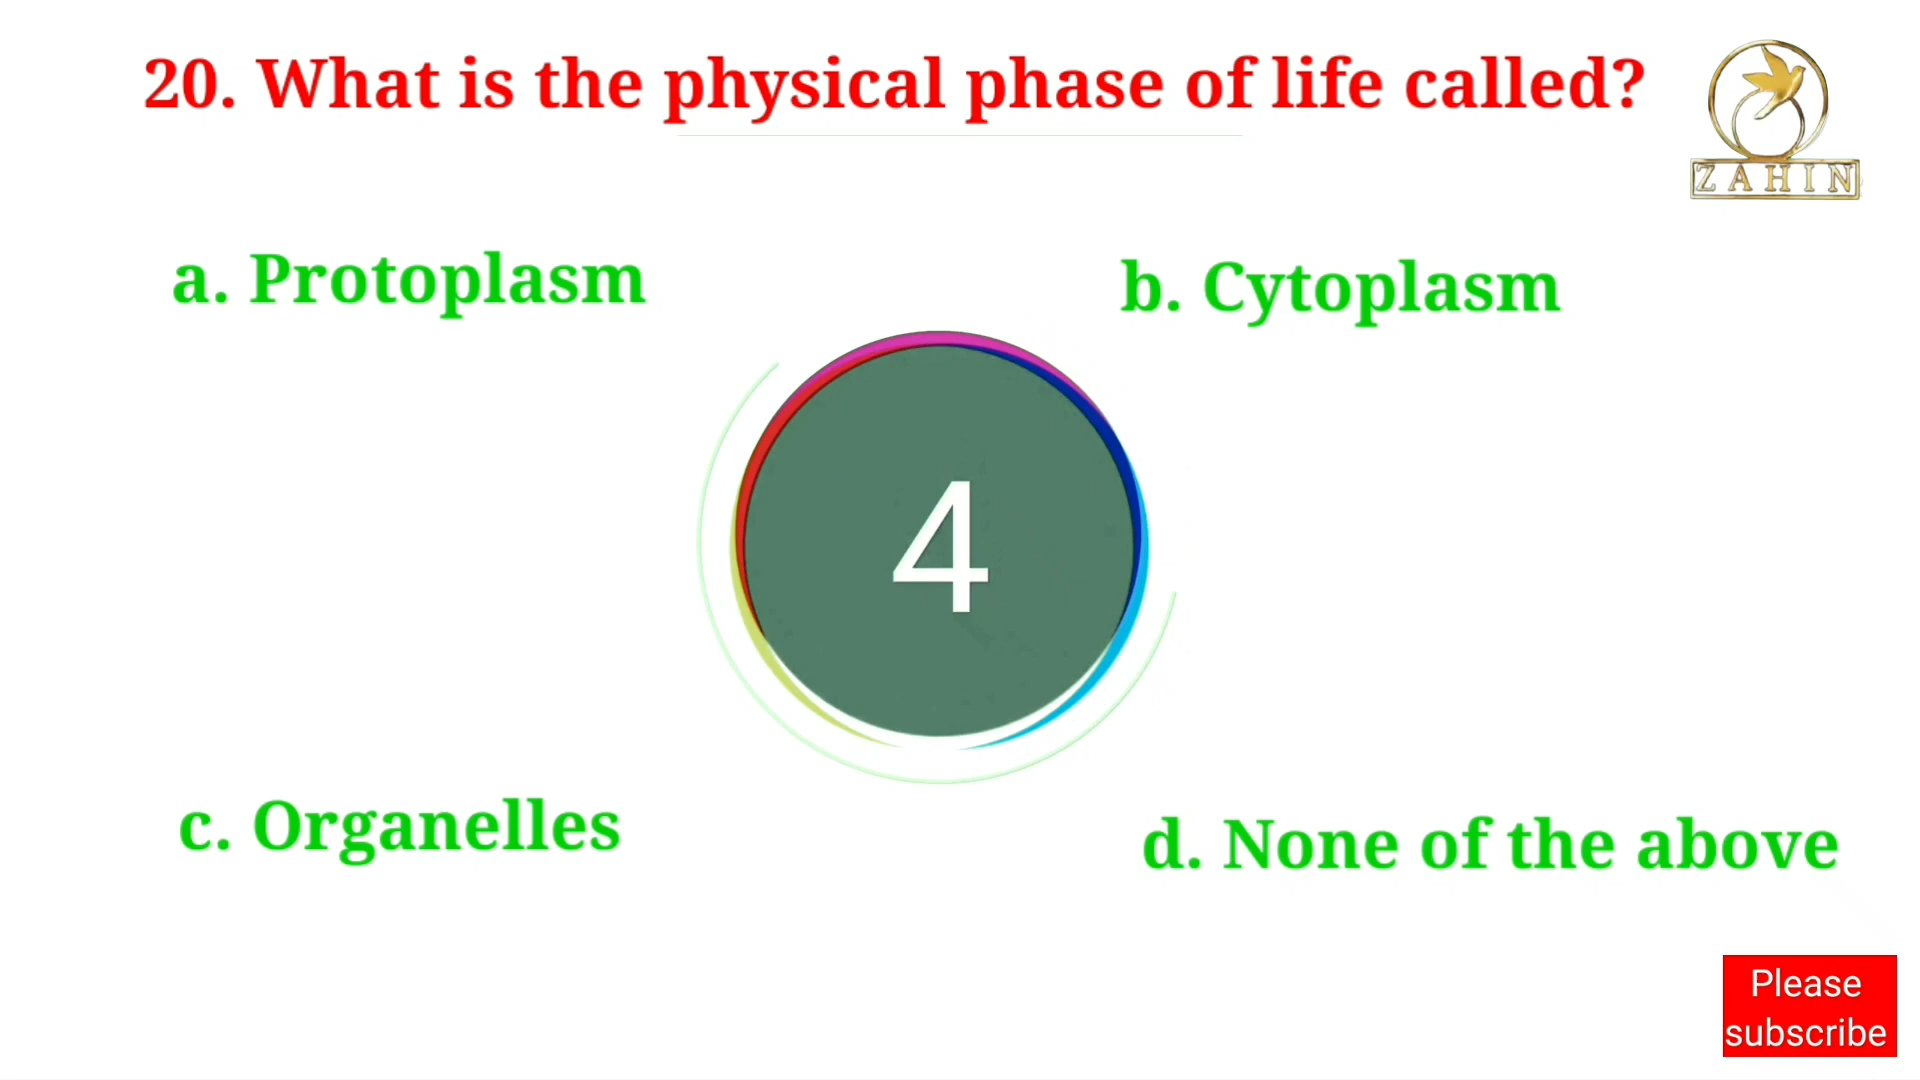 20. What is the physical phase of life called?
ZAHIN
a. Protoplasm
b. Cytoplasm
4
c. Organelles
d. None of the above
Please
subscribe